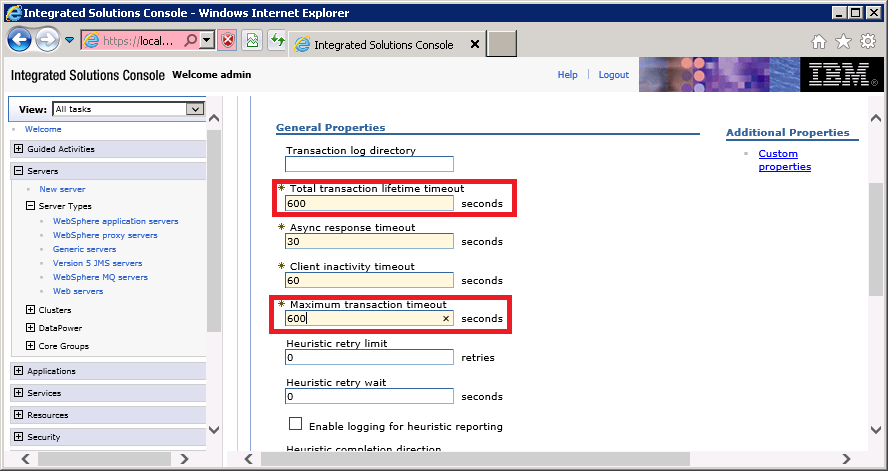 Integrated Solutions Console - Windows Internet Explorer
https://local...
Integrated Solutions Console
Integrated Solutions Console Welcome admin
Help
Logout
IBM
View:
All tasks
Welcome
Guided Activities
Servers
New server
Server Types
WebSphere application servers
WebSphere proxy servers
Generic servers
Version 5 JMS servers
WebSphere MQ servers
Web servers
Clusters
DataPower
Core Groups
Applications
Services
Resources
Security
General Properties
Transaction log directory
* Total transaction lifetime timeout
600 seconds
* Async response timeout
30 seconds
* Client inactivity timeout
60 seconds
* Maximum transaction timeout
600 seconds
Heuristic retry limit
0 retries
Heuristic retry wait
0 seconds
Enable logging for heuristic reporting
Heuristic completion direction
Additional Properties
Custom
properties